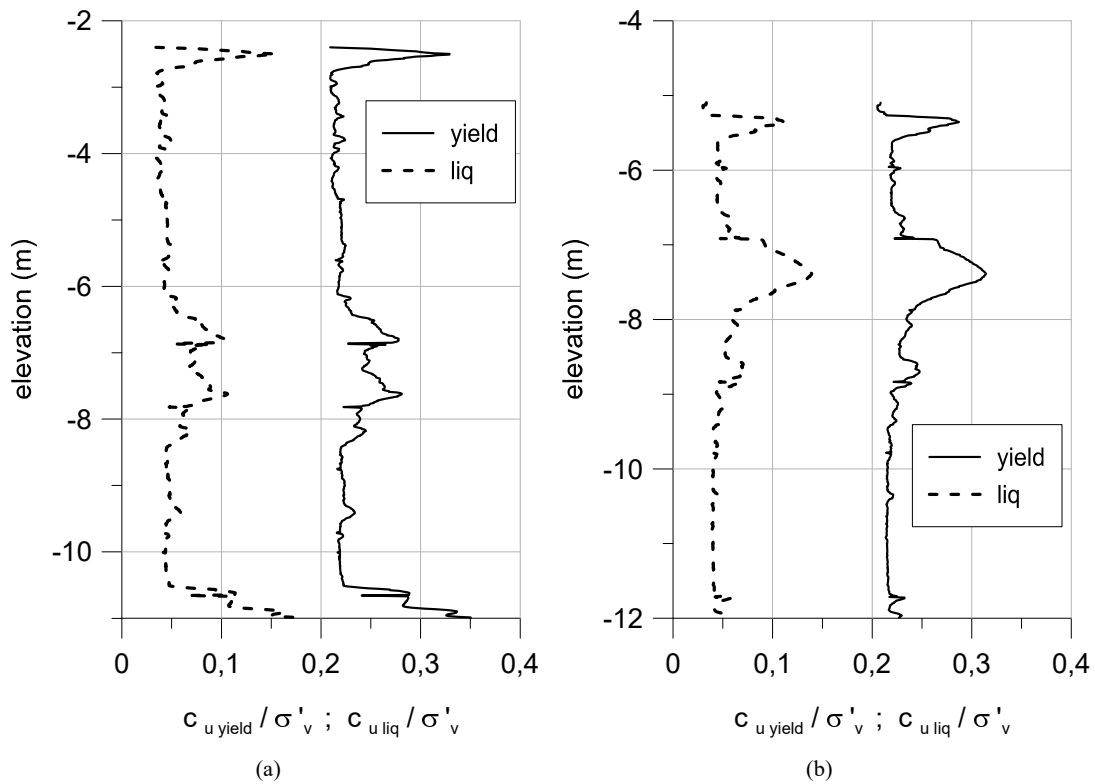 -2
-4
-6
-8
-10
elevation (m)
yield
liq
0
0,1
0,2
0,3
0,4
c u yield / σ 'v ; c u liq / σ 'v
(a)
-4
-6
-8
-10
-12
elevation (m)
yield
liq
0
0,1
0,2
0,3
0,4
c u yield / σ 'v ; c u liq / σ 'v
(b)